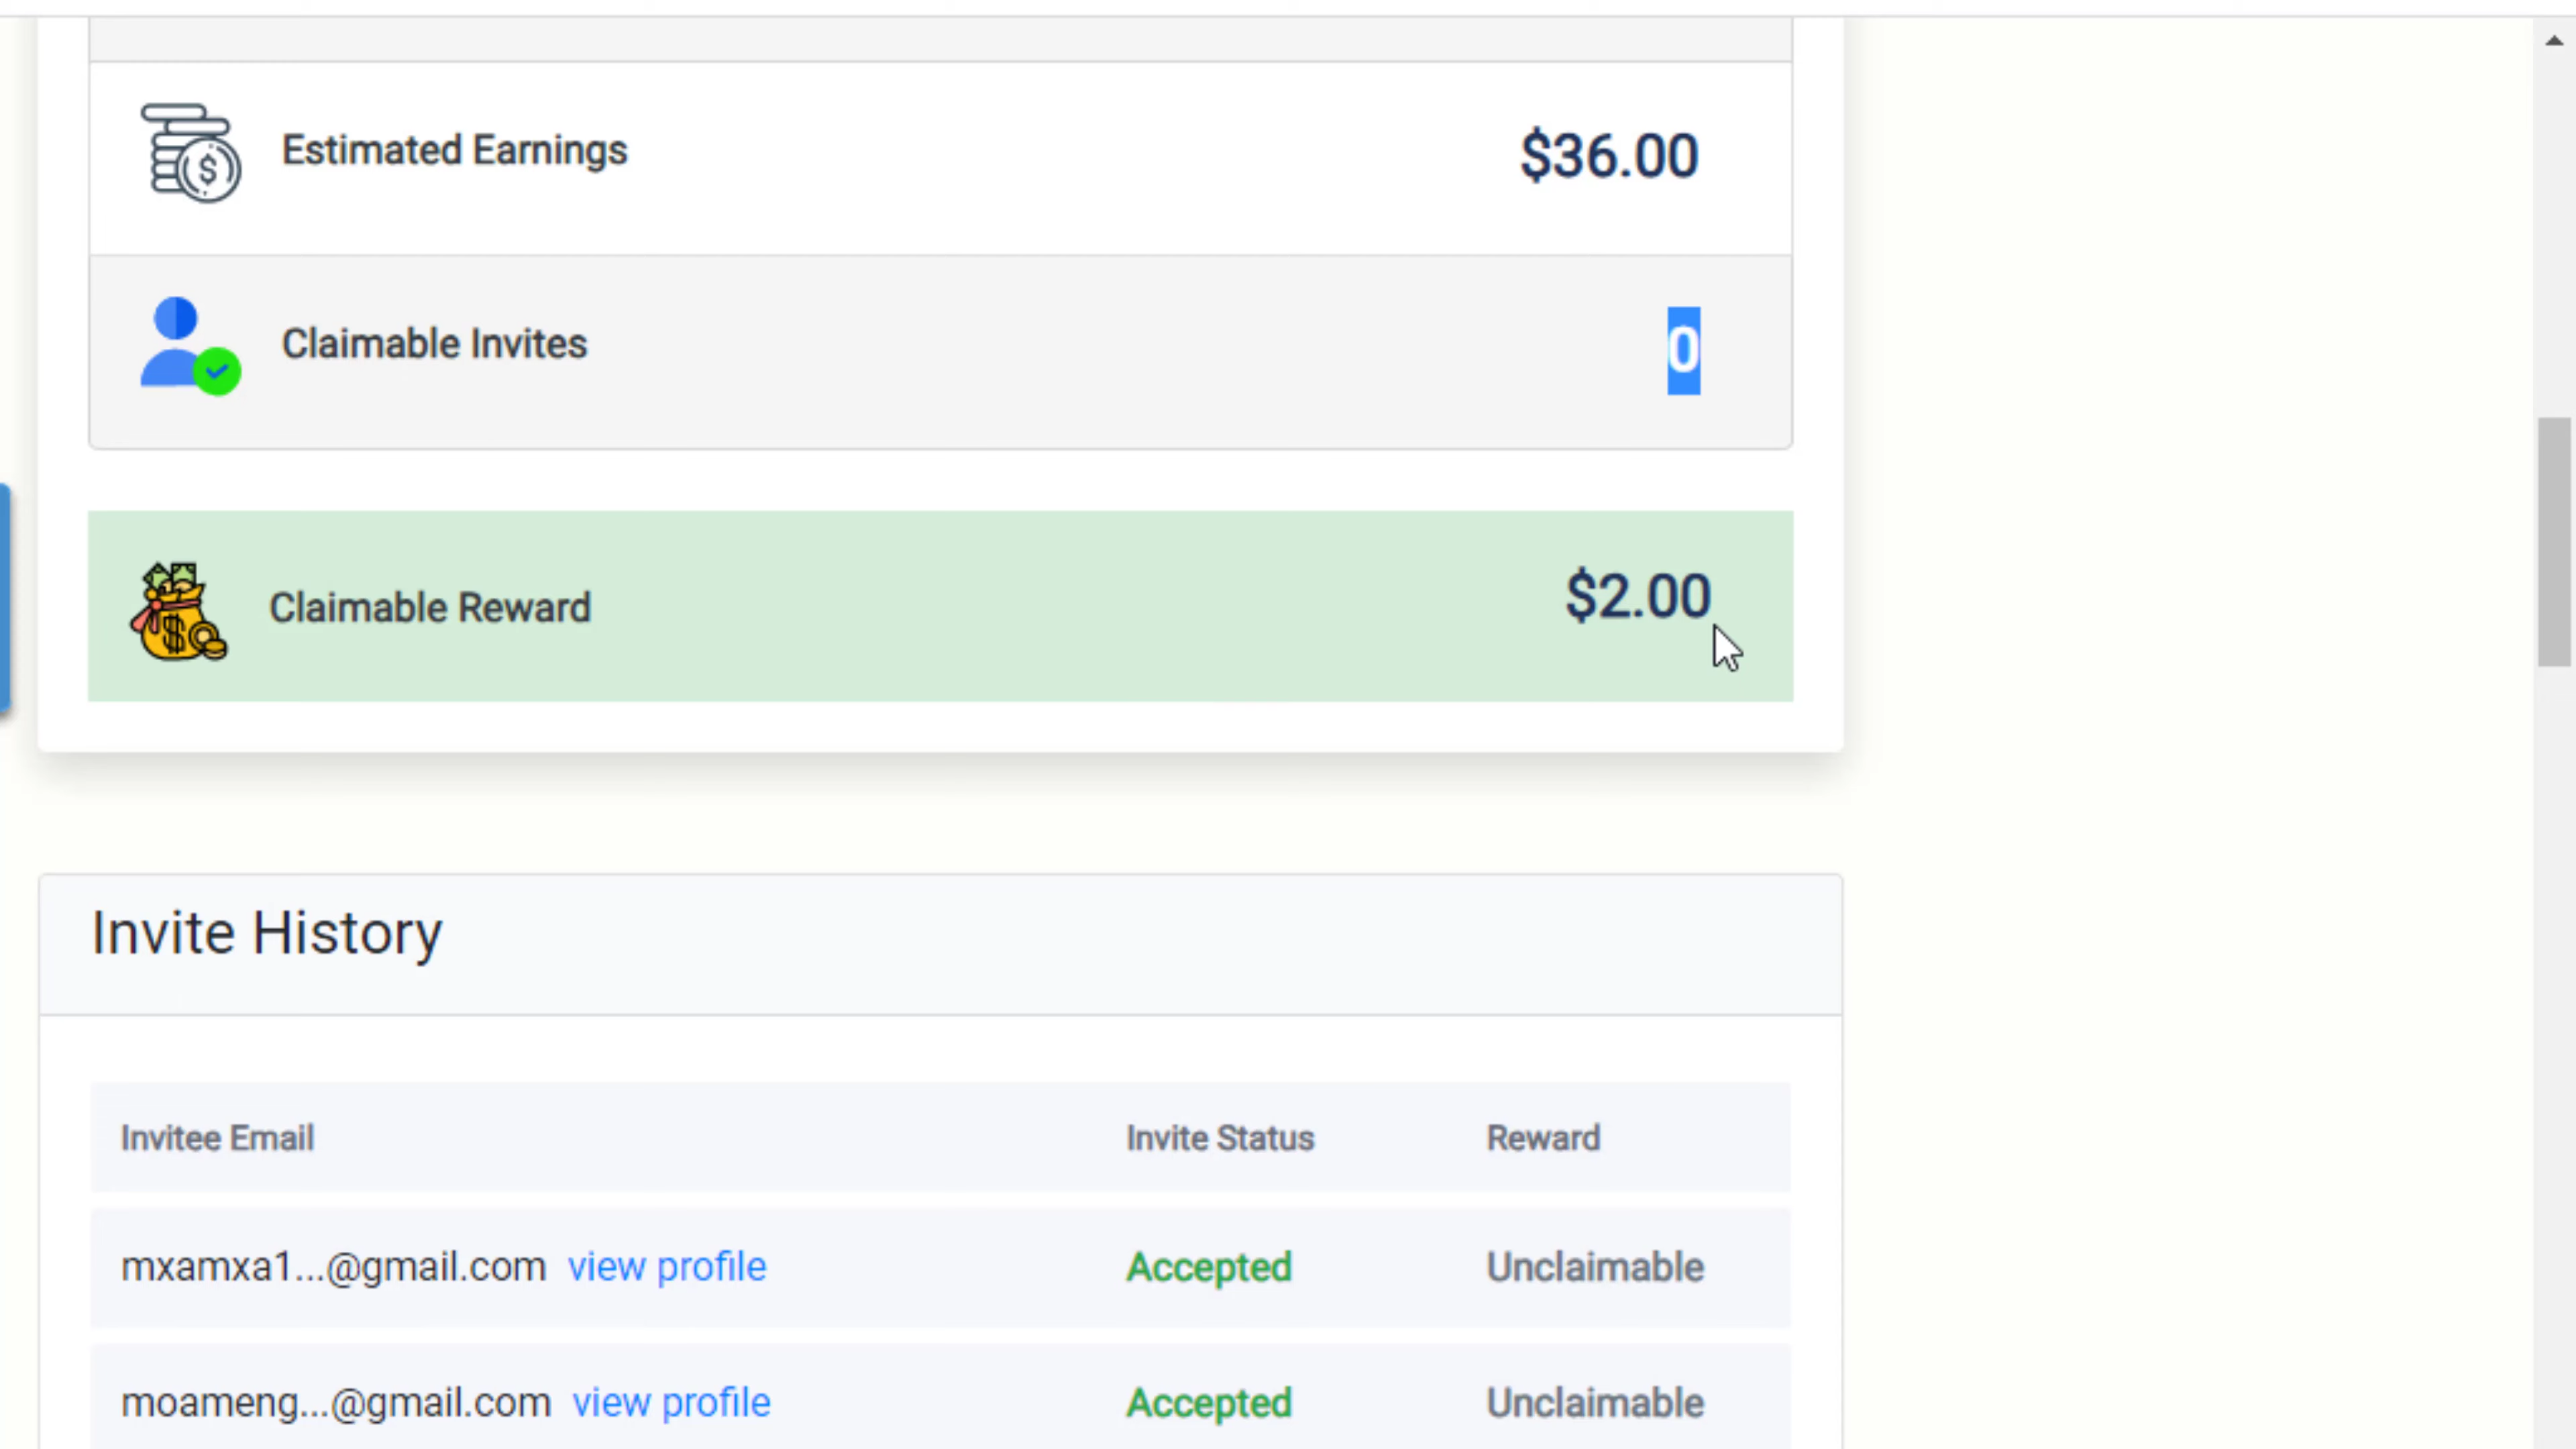 Estimated Earnings $36.00
Claimable Invites 0
Claimable Reward $2.00
Invite History
Invitee Email Invite Status Reward
mxamxa1...@gmail.com view profile Accepted Unclaimable
moameng...@gmail.com view profile Accepted Unclaimable